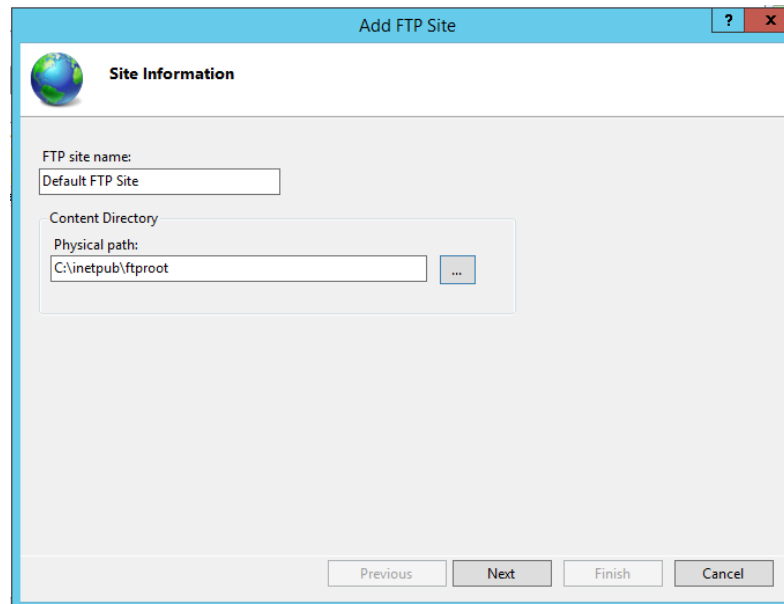 Add FTP Site
?
x
Site Information
FTP site name:
Default FTP Site
Content Directory
Physical path:
C:\inetpub\ftproot
...
Previous
Next
Finish
Cancel